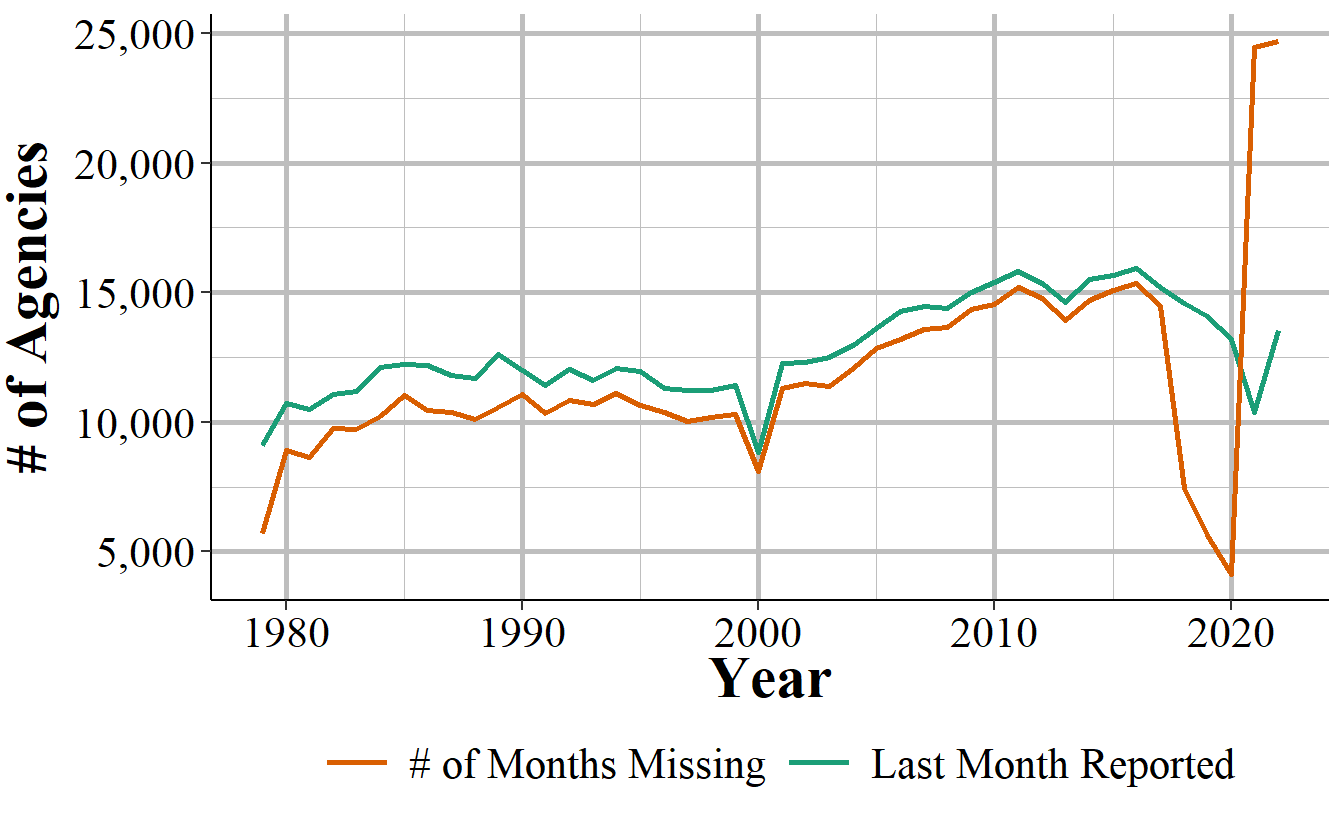 # of Agencies
25,000
20,000
15,000
10,000
5,000
1980 1990 2000 2010 2020
Year
# of Months Missing Last Month Reported